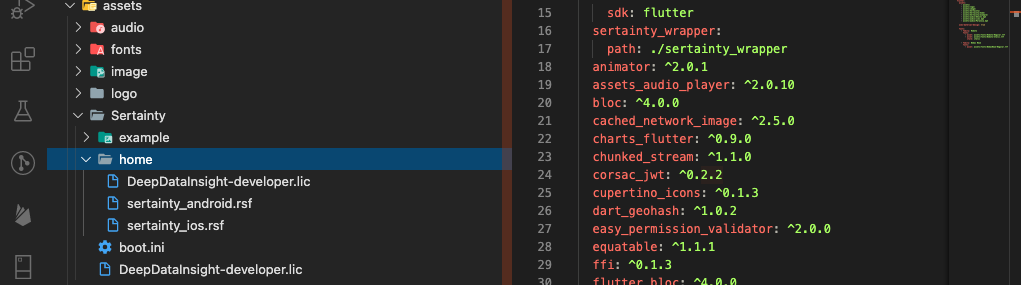 assets
audio
fonts
image
logo
Sertainty
example
home
DeepDataInsight-developer.lic
sertainty_android.rsf
sertainty_ios.rsf
boot.ini
DeepDataInsight-developer.lic
15 sdk: flutter
16 sertainty_wrapper:
17 path: ./sertainty_wrapper
18 animator: ^2.0.1
19 assets_audio_player: ^2.0.10
20 bloc: ^4.0.0
21 cached_network_image: ^2.5.0
22 charts_flutter: ^0.9.0
23 chunked_stream: ^1.1.0
24 corsac_jwt: ^0.2.2
25 cupertino_icons: ^0.1.3
26 dart_geohash: ^1.0.2
27 easy_permission_validator: ^2.0.0
28 equatable: ^1.1.1
29 ffi: ^0.1.3
30 flutter_bloc: ^4.0.0